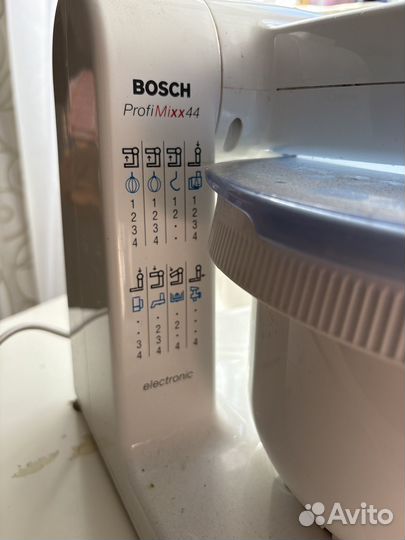 BOSCH
ProfiMixx44
1 1 1 1
2 2 2 2
3 3 · 3
4 4 · 4
· · · ·
· 2 2 ·
3 3 · ·
4 4 4 4
electronic
Avito